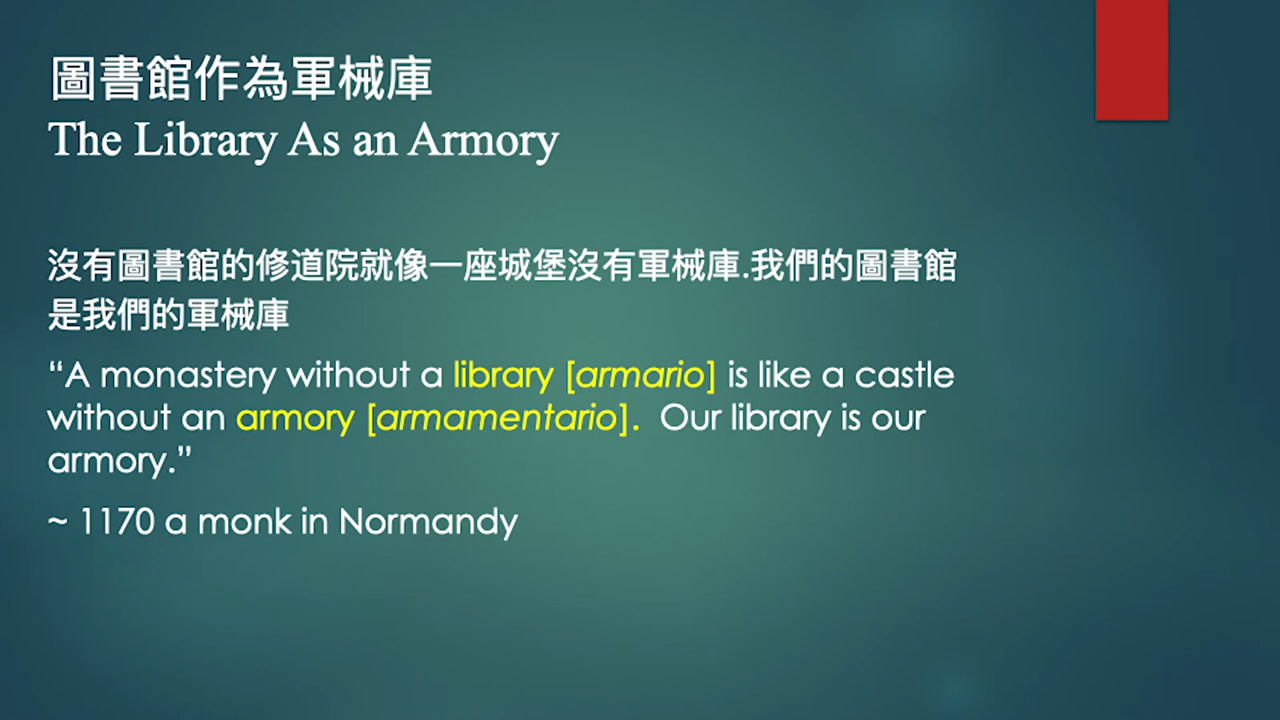 圖書館作為軍械庫
The Library As an Armory
沒有圖書館的修道院就像一座城堡沒有軍械庫.我們的圖書館
是我們的軍械庫
“A monastery without a library [armario] is like a castle
without an armory [armamentario].  Our library is our
armory.”
~ 1170 a monk in Normandy